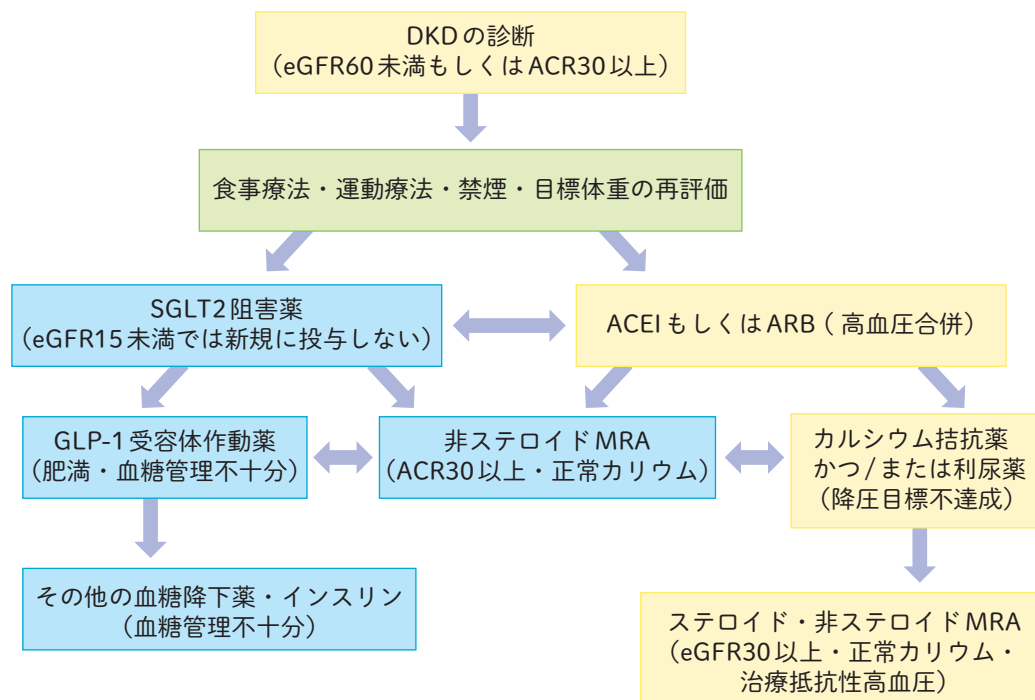 DKDの診断
（eGFR60未満もしくはACR30以上）
食事療法・運動療法・禁煙・目標体重の再評価
SGLT2阻害薬
（eGFR15未満では新規に投与しない）
ACEIもしくはARB（高血圧合併）
GLP-1受容体作動薬
（肥満・血糖管理不十分）
非ステロイドMRA
（ACR30以上・正常カリウム）
カルシウム拮抗薬
かつ/または利尿薬
（降圧目標不達成）
その他の血糖降下薬・インスリン
（血糖管理不十分）
ステロイド・非ステロイドMRA
（eGFR30以上・正常カリウム・
治療抵抗性高血圧）